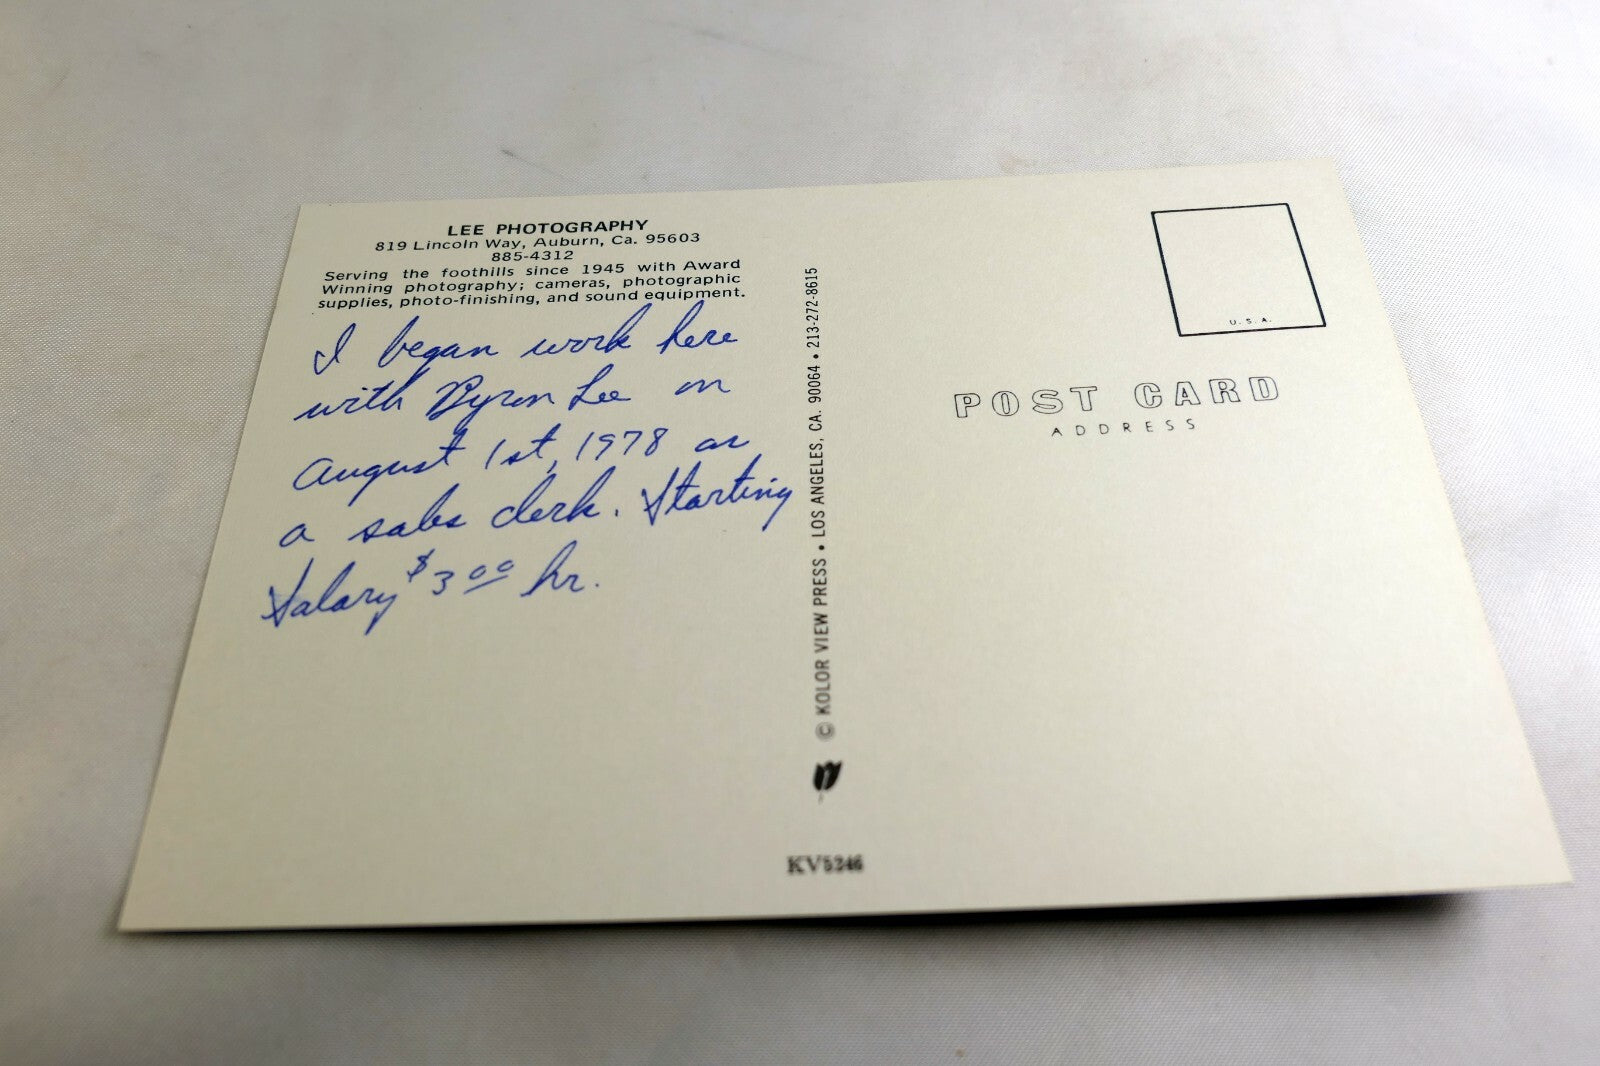 LEE PHOTOGRAPHY
819 Lincoln Way, Auburn, Ca. 95603
885-4312
Serving the foothills since 1945 with Award
Winning photography; cameras, photographic
supplies, photo-finishing, and sound equipment.
I began work here
with Byron Lee on
August 1st, 1978 as
a sales clerk. Starting
Salary $3.00 hr.
© KOLOR VIEW PRESS • LOS ANGELES, CA. 90064 • 213-272-8615
KV5246
U.S.A.
POST CARD
ADDRESS